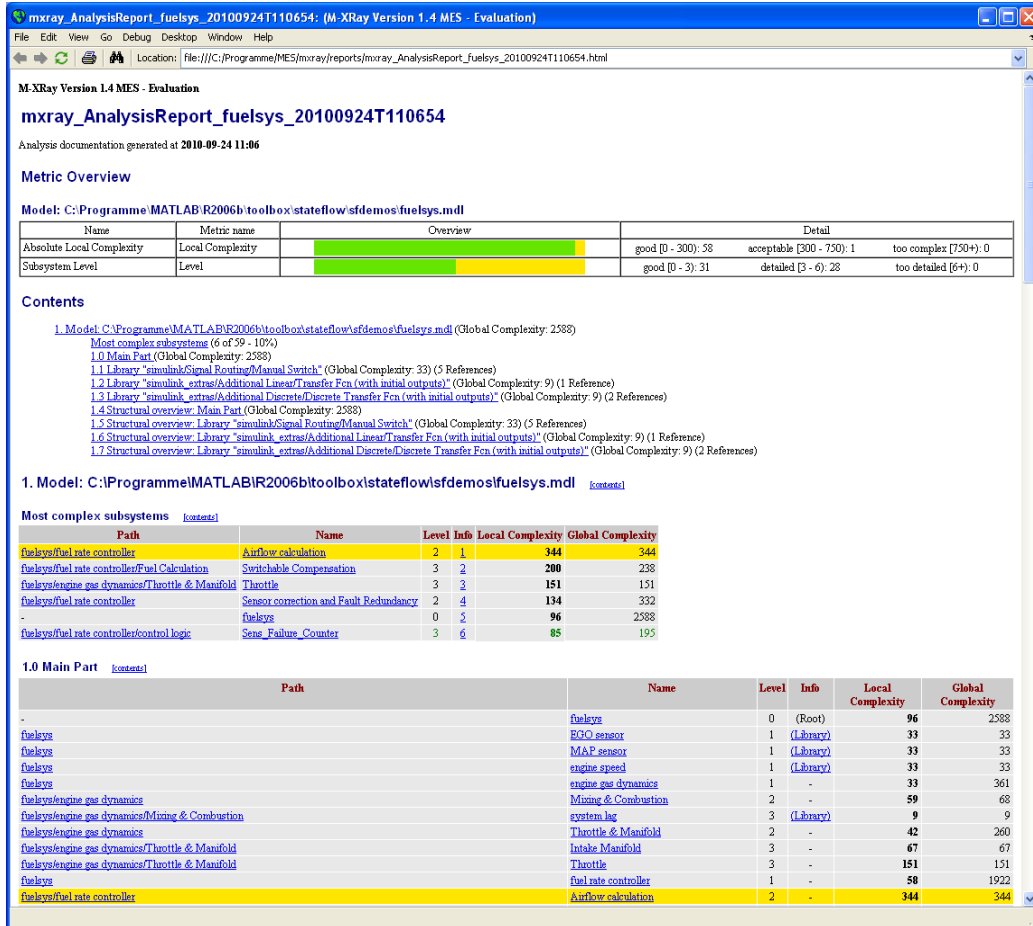 mxray_AnalysisReport_fuelsys_20100924T110654: (M-XRay Version 1.4 MES - Evaluation)
File Edit View Go Debug Desktop Window Help
Location: file:///C:/Programme/MES/mxray/reports/mxray_AnalysisReport_fuelsys_20100924T110654.html
M-XRay Version 1.4 MES - Evaluation
mxray_AnalysisReport_fuelsys_20100924T110654
Analysis documentation generated at 2010-09-24 11:06
Metric Overview
Model: C:\Programme\MATLAB\R2006b\toolbox\stateflow\sfdemos\fuelsys.mdl
Name Metric name Overview Detail
Absolute Local Complexity Local Complexity good [0 - 300): 58 acceptable [300 - 750): 1 too complex [750+): 0
Subsystem Level Level good [0 - 3): 31 detailed [3 - 6): 28 too detailed [6+): 0
Contents
1. Model: C:\Programme\MATLAB\R2006b\toolbox\stateflow\sfdemos\fuelsys.mdl (Global Complexity: 2588)
Most complex subsystems (6 of 59 - 10%)
1.0 Main Part (Global Complexity: 2588)
1.1 Library "simulink/Signal Routing/Manual Switch" (Global Complexity: 33) (5 References)
1.2 Library "simulink_extras/Additional Linear/Transfer Fcn (with initial outputs)" (Global Complexity: 9) (1 Reference)
1.3 Library "simulink_extras/Additional Discrete/Discrete Transfer Fcn (with initial outputs)" (Global Complexity: 9) (2 References)
1.4 Structural overview: Main Part (Global Complexity: 2588)
1.5 Structural overview: Library "simulink/Signal Routing/Manual Switch" (Global Complexity: 33) (5 References)
1.6 Structural overview: Library "simulink_extras/Additional Linear/Transfer Fcn (with initial outputs)" (Global Complexity: 9) (1 Reference)
1.7 Structural overview: Library "simulink_extras/Additional Discrete/Discrete Transfer Fcn (with initial outputs)" (Global Complexity: 9) (2 References)
1. Model: C:\Programme\MATLAB\R2006b\toolbox\stateflow\sfdemos\fuelsys.mdl [contents]
Most complex subsystems [contents]
Path Name Level Info Local Complexity Global Complexity
fuelsys/fuel rate controller Airflow calculation 2 1 344 344
fuelsys/fuel rate controller/Fuel Calculation Switchable Compensation 3 2 200 238
fuelsys/engine gas dynamics/Throttle & Manifold Throttle 3 3 151 151
fuelsys/fuel rate controller Sensor correction and Fault Redundancy 2 4 134 332
- fuelsys 0 5 96 2588
fuelsys/fuel rate controller/control logic Sens_Failure_Counter 3 6 85 195
1.0 Main Part [contents]
Path Name Level Info Local Complexity Global Complexity
- fuelsys 0 (Root) 96 2588
fuelsys EGO sensor 1 (Library) 33 33
fuelsys MAP sensor 1 (Library) 33 33
fuelsys engine speed 1 (Library) 33 33
fuelsys engine gas dynamics 1 - 33 361
fuelsys/engine gas dynamics Mixing & Combustion 2 - 59 68
fuelsys/engine gas dynamics/Mixing & Combustion system lag 3 (Library) 9 9
fuelsys/engine gas dynamics Throttle & Manifold 2 - 42 260
fuelsys/engine gas dynamics/Throttle & Manifold Intake Manifold 3 - 67 67
fuelsys/engine gas dynamics/Throttle & Manifold Throttle 3 - 151 151
fuelsys fuel rate controller 1 - 58 1922
fuelsys/fuel rate controller Airflow calculation 2 - 344 344